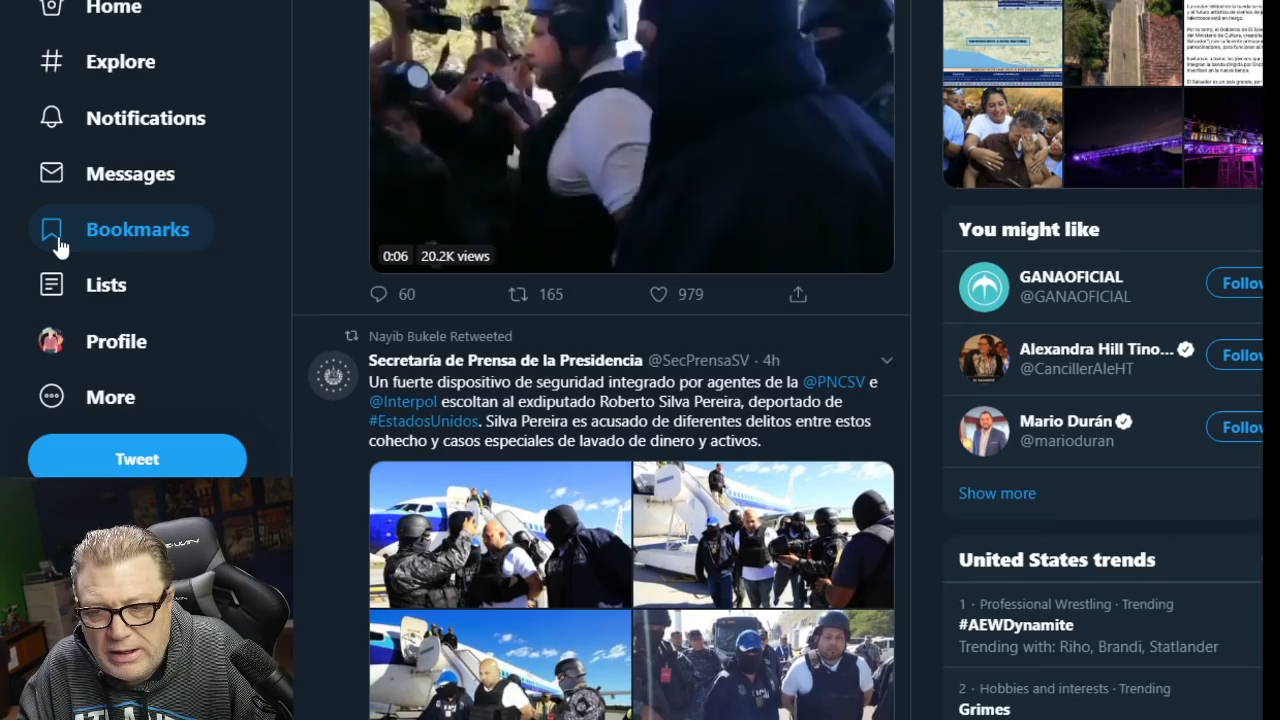 Home
Explore
Notifications
Messages
Bookmarks
Lists
Profile
More
Tweet
0:06
20.2K views
60
165
979
Nayib Bukele Retweeted
Secretaría de Prensa de la Presidencia @SecPrensaSV · 4h
Un fuerte dispositivo de seguridad integrado por agentes de la @PNCSV e
@Interpol escoltan al exdiputado Roberto Silva Pereira, deportado de
#EstadosUnidos. Silva Pereira es acusado de diferentes delitos entre estos
cohecho y casos especiales de lavado de dinero y activos.
You might like
GANAOFICIAL
@GANAOFICIAL
Follow
Alexandra Hill Tino...
@CancillerAleHT
Follow
Mario Durán
@marioduran
Follow
Show more
United States trends
1 · Professional Wrestling · Trending
#AEWDynamite
Trending with: Riho, Brandi, Statlander
2 · Hobbies and interests · Trending
Grimes